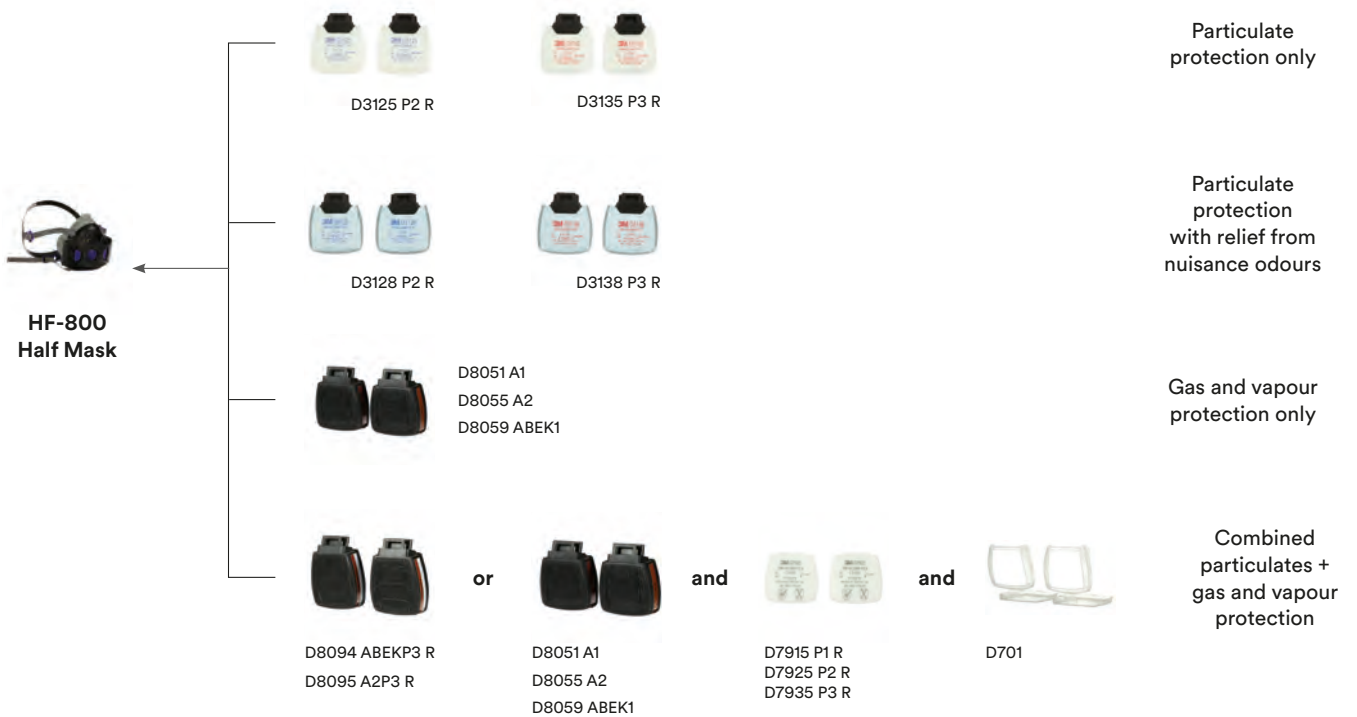 Particulate
protection only
D3125 P2 R
D3135 P3 R
Particulate
protection
with relief from
nuisance odours
D3128 P2 R
D3138 P3 R
HF-800
Half Mask
D8051 A1
D8055 A2
D8059 ABEK1
Gas and vapour
protection only
or
and
and
Combined
particulates +
gas and vapour
protection
D8094 ABEKP3 R
D8095 A2P3 R
D8051 A1
D8055 A2
D8059 ABEK1
D7915 P1 R
D7925 P2 R
D7935 P3 R
D701